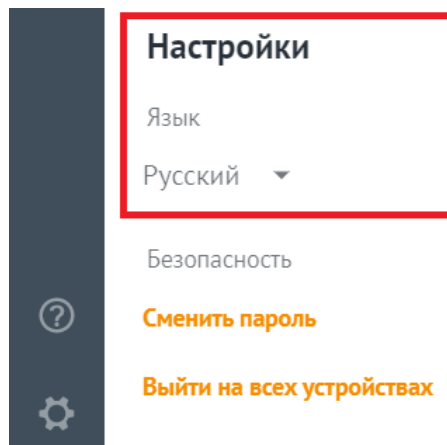 Настройки
Язык
Русский
Безопасность
Сменить пароль
Выйти на всех устройствах